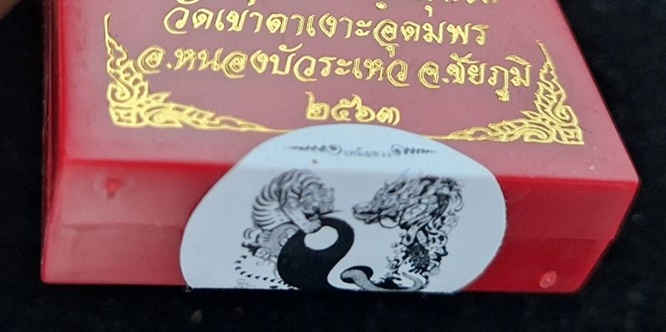 วัดเขาตาเงาะอุดมพร
อ.หนองบัวระเหว จ.ชัยภูมิ
๒๕๖๓